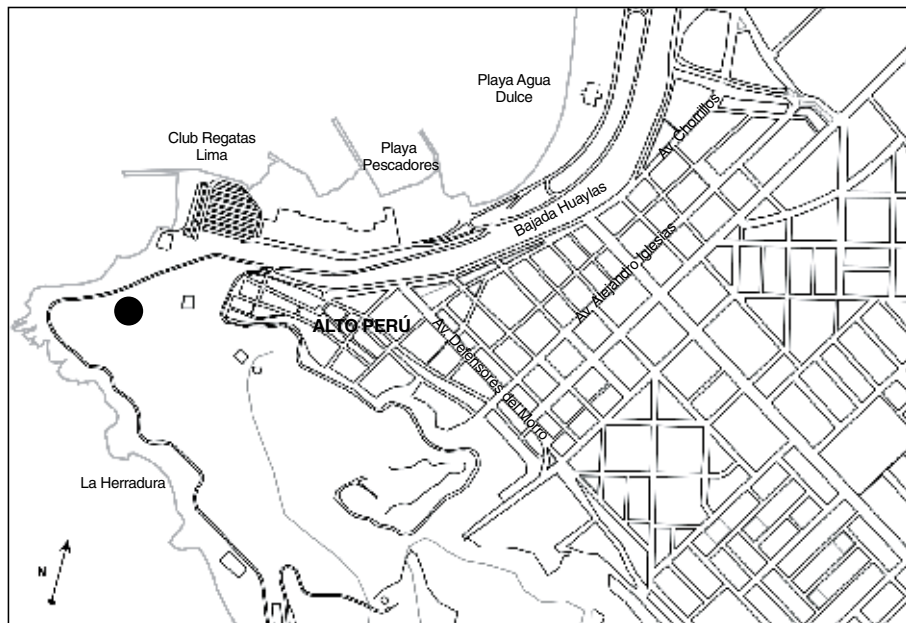 Playa Agua
Dulce
Av. Chorrillos
Club Regatas
Lima
Playa
Pescadores
Bajada Huaylas
Av. Alejandro Iglesias
ALTO PERÚ
Av. Defensores del Morro
La Herradura
N